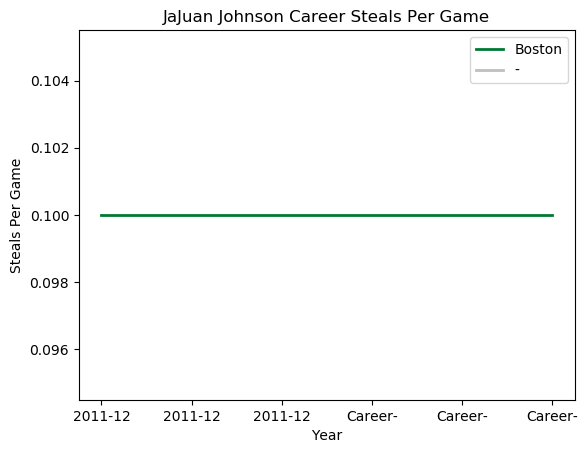 JaJuan Johnson Career Steals Per Game
Boston
-
0.104
0.102
0.100
0.098
0.096
Steals Per Game
2011-12 2011-12 2011-12 Career- Career- Career-
Year